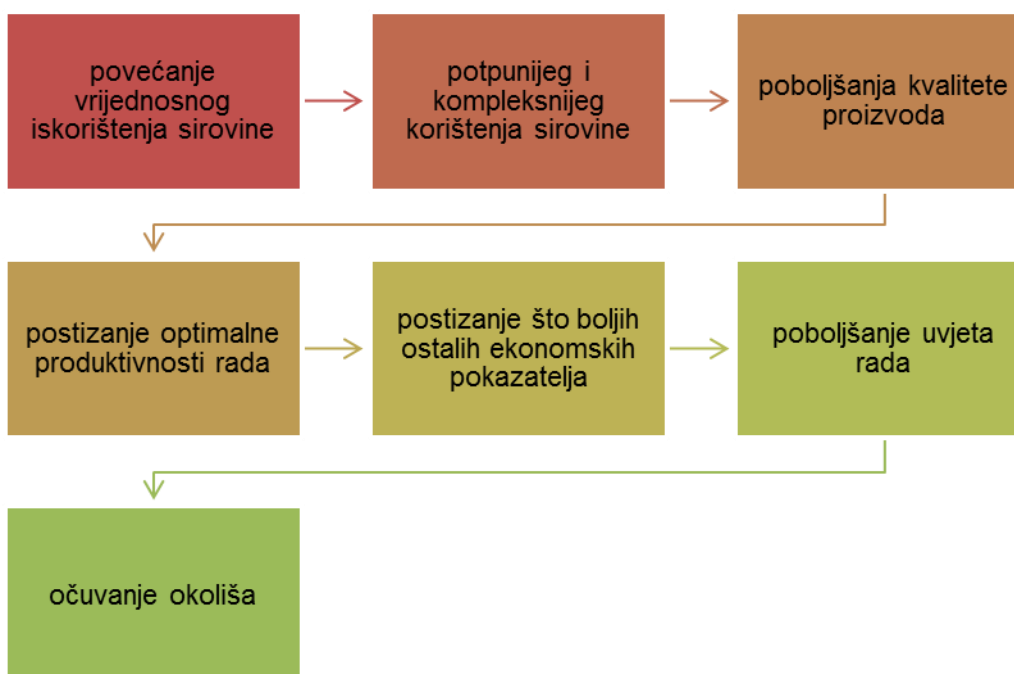 povećanje
vrijednosnog
iskorištenja sirovine
potpunijeg i
kompleksnijeg
korištenja sirovine
poboljšanja kvalitete
proizvoda
postizanje optimalne
produktivnosti rada
postizanje što boljih
ostalih ekonomskih
pokazatelja
poboljšanje uvjeta
rada
očuvanje okoliša